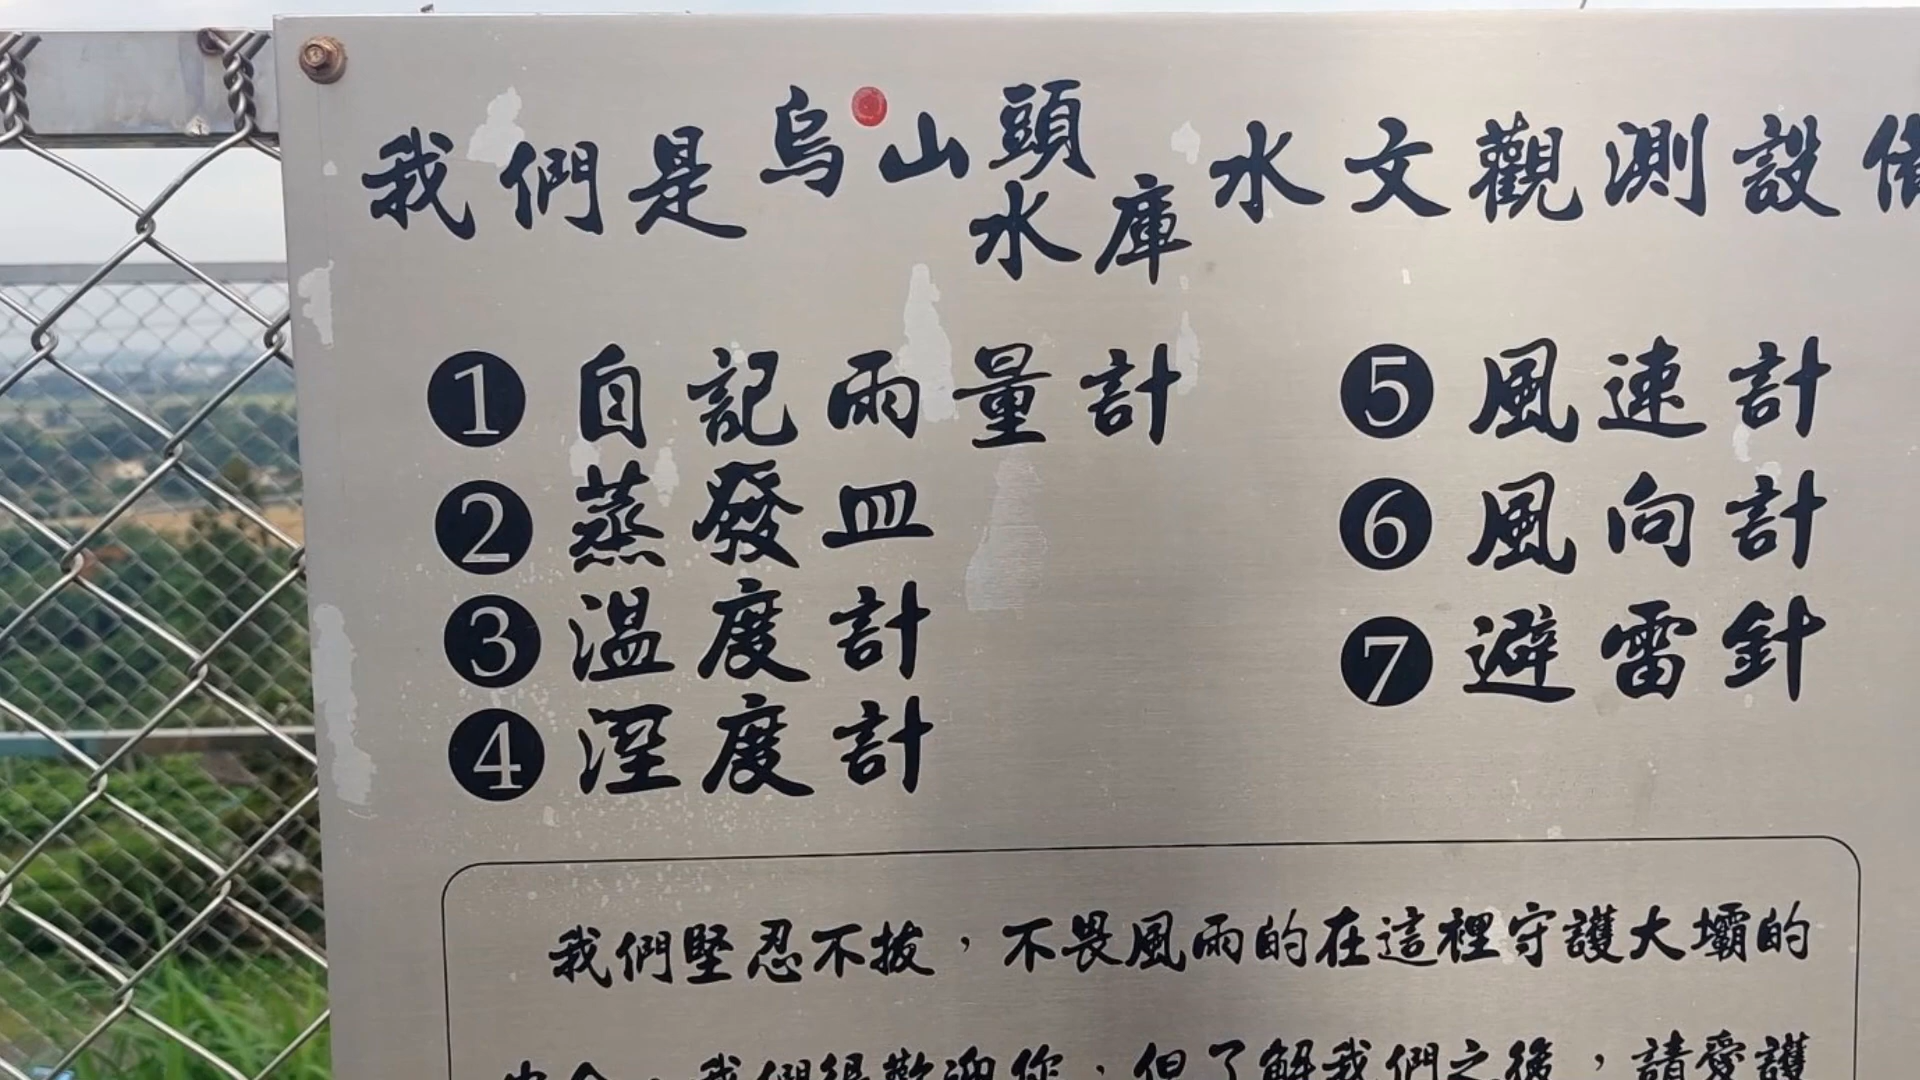 我們是烏山頭水庫水文觀測設備
1 自記雨量計
2 蒸發皿
3 溫度計
4 溼度計
5 風速計
6 風向計
7 避雷針
我們堅忍不拔，不畏風雨的在這裡守護大壩的
安全，我們很歡迎你，但了解我們之後，請愛護